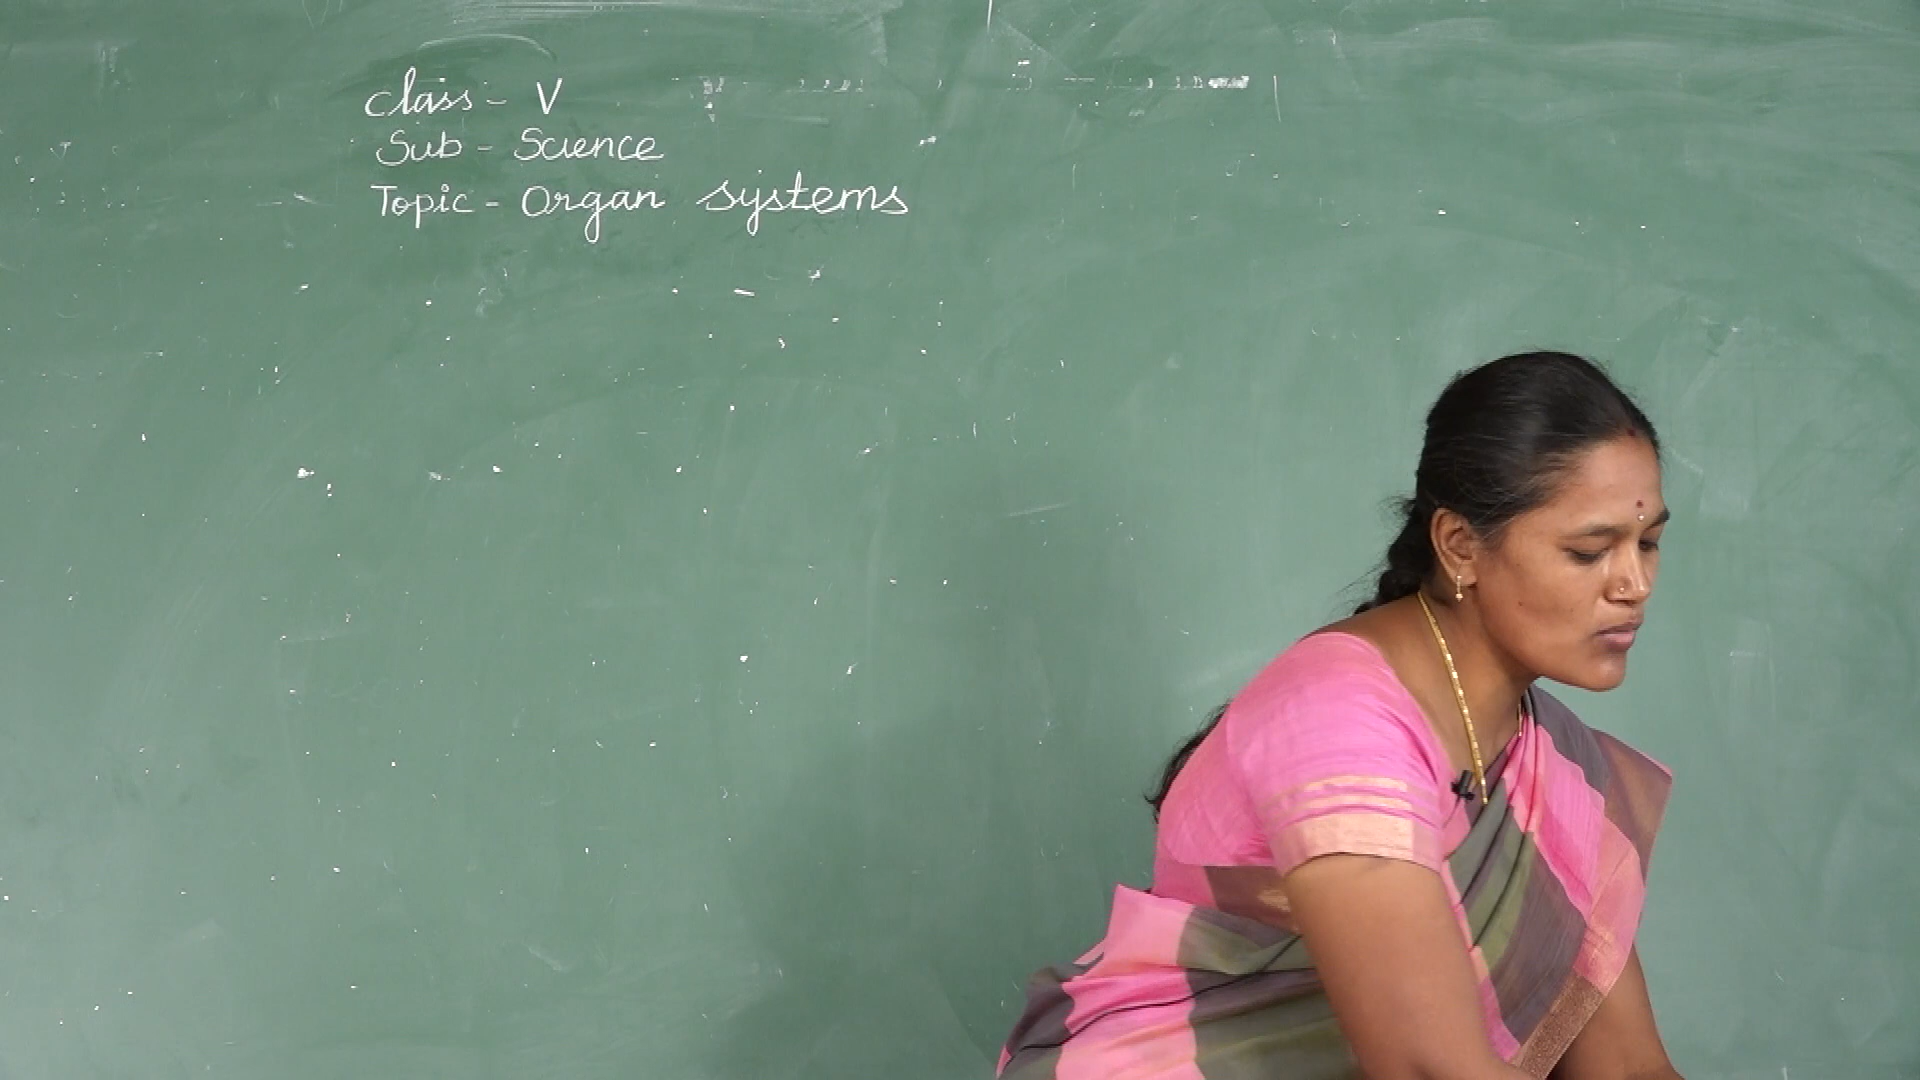 class - V
Sub - Science
Topic - Organ systems